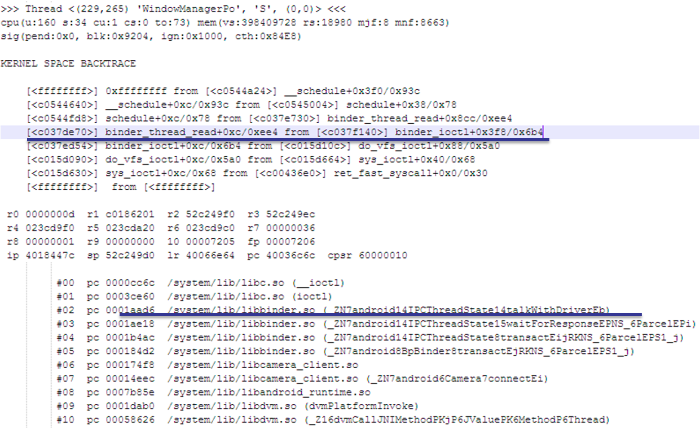 >>> Thread <(229,265) 'WindowManagerPo', 'S', (0,0)> <<<
cpu(u:160 s:34 cu:1 cs:0 to:73) mem(vs:398409728 rs:18980 mjf:8 mnf:8663)
sig(pend:0x0, blk:0x9204, ign:0x1000, cth:0x84E8)
KERNEL SPACE BACKTRACE
[<ffffffff>] 0xffffffff from [<c0544a24>] __schedule+0x3f0/0x93c
[<c0544640>] __schedule+0xc/0x93c from [<c0545004>] schedule+0x38/0x78
[<c0544fd8>] schedule+0xc/0x78 from [<c037e730>] binder_thread_read+0x8cc/0xee4
[<c037de70>] binder_thread_read+0xc/0xee4 from [<c037f140>] binder_ioctl+0x3f8/0x6b4
[<c037ed54>] binder_ioctl+0xc/0x6b4 from [<c015d10c>] do_vfs_ioctl+0x88/0x5a0
[<c015d090>] do_vfs_ioctl+0xc/0x5a0 from [<c015d664>] sys_ioctl+0x40/0x68
[<c015d630>] sys_ioctl+0xc/0x68 from [<c00436e0>] ret_fast_syscall+0x0/0x30
[<ffffffff>]  from [<ffffffff>]
r0 0000000d  r1 c0186201  r2 52c249f0  r3 52c249ec
r4 023cd9f0  r5 023cda20  r6 023cd9c0  r7 00000036
r8 00000001  r9 00000000  10 00007205  fp 00007206
ip 4018447c  sp 52c249d0  lr 40066e64  pc 40036c6c  cpsr 60000010
#00  pc 0000cc6c  /system/lib/libc.so (__ioctl)
#01  pc 0003ce60  /system/lib/libc.so (ioctl)
#02  pc 0001aad6  /system/lib/libbinder.so (_ZN7android14IPCThreadState14talkWithDriverEb)
#03  pc 0001ae18  /system/lib/libbinder.so (_ZN7android14IPCThreadState15waitForResponseEPNS_6ParcelEPi)
#04  pc 0001b4ac  /system/lib/libbinder.so (_ZN7android14IPCThreadState8transactEijRKNS_6ParcelEPS1_j)
#05  pc 000184d2  /system/lib/libbinder.so (_ZN7android8BpBinder8transactEjRKNS_6ParcelEPS1_j)
#06  pc 000174f8  /system/lib/libcamera_client.so
#07  pc 00014eec  /system/lib/libcamera_client.so (_ZN7android6Camera7connectEi)
#08  pc 0007b85e  /system/lib/libandroid_runtime.so
#09  pc 0001dab0  /system/lib/libdvm.so (dvmPlatformInvoke)
#10  pc 00058626  /system/lib/libdvm.so (_Z16dvmCallJNIMethodPKjP6JValuePK6MethodP6Thread)